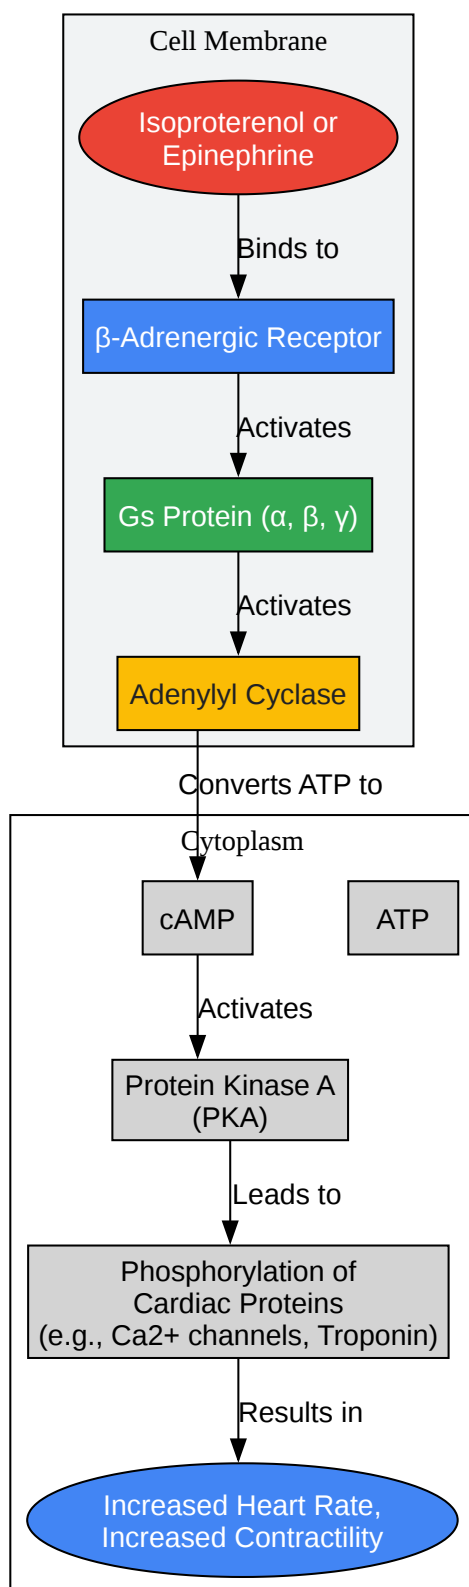 Cell Membrane
Isoproterenol or
Epinephrine
Binds to
β-Adrenergic Receptor
Activates
Gs Protein (α, β, γ)
Activates
Adenylyl Cyclase
Converts ATP to
Cytoplasm
cAMP
ATP
Activates
Protein Kinase A
(PKA)
Leads to
Phosphorylation of
Cardiac Proteins
(e.g., Ca2+ channels, Troponin)
Results in
Increased Heart Rate,
Increased Contractility